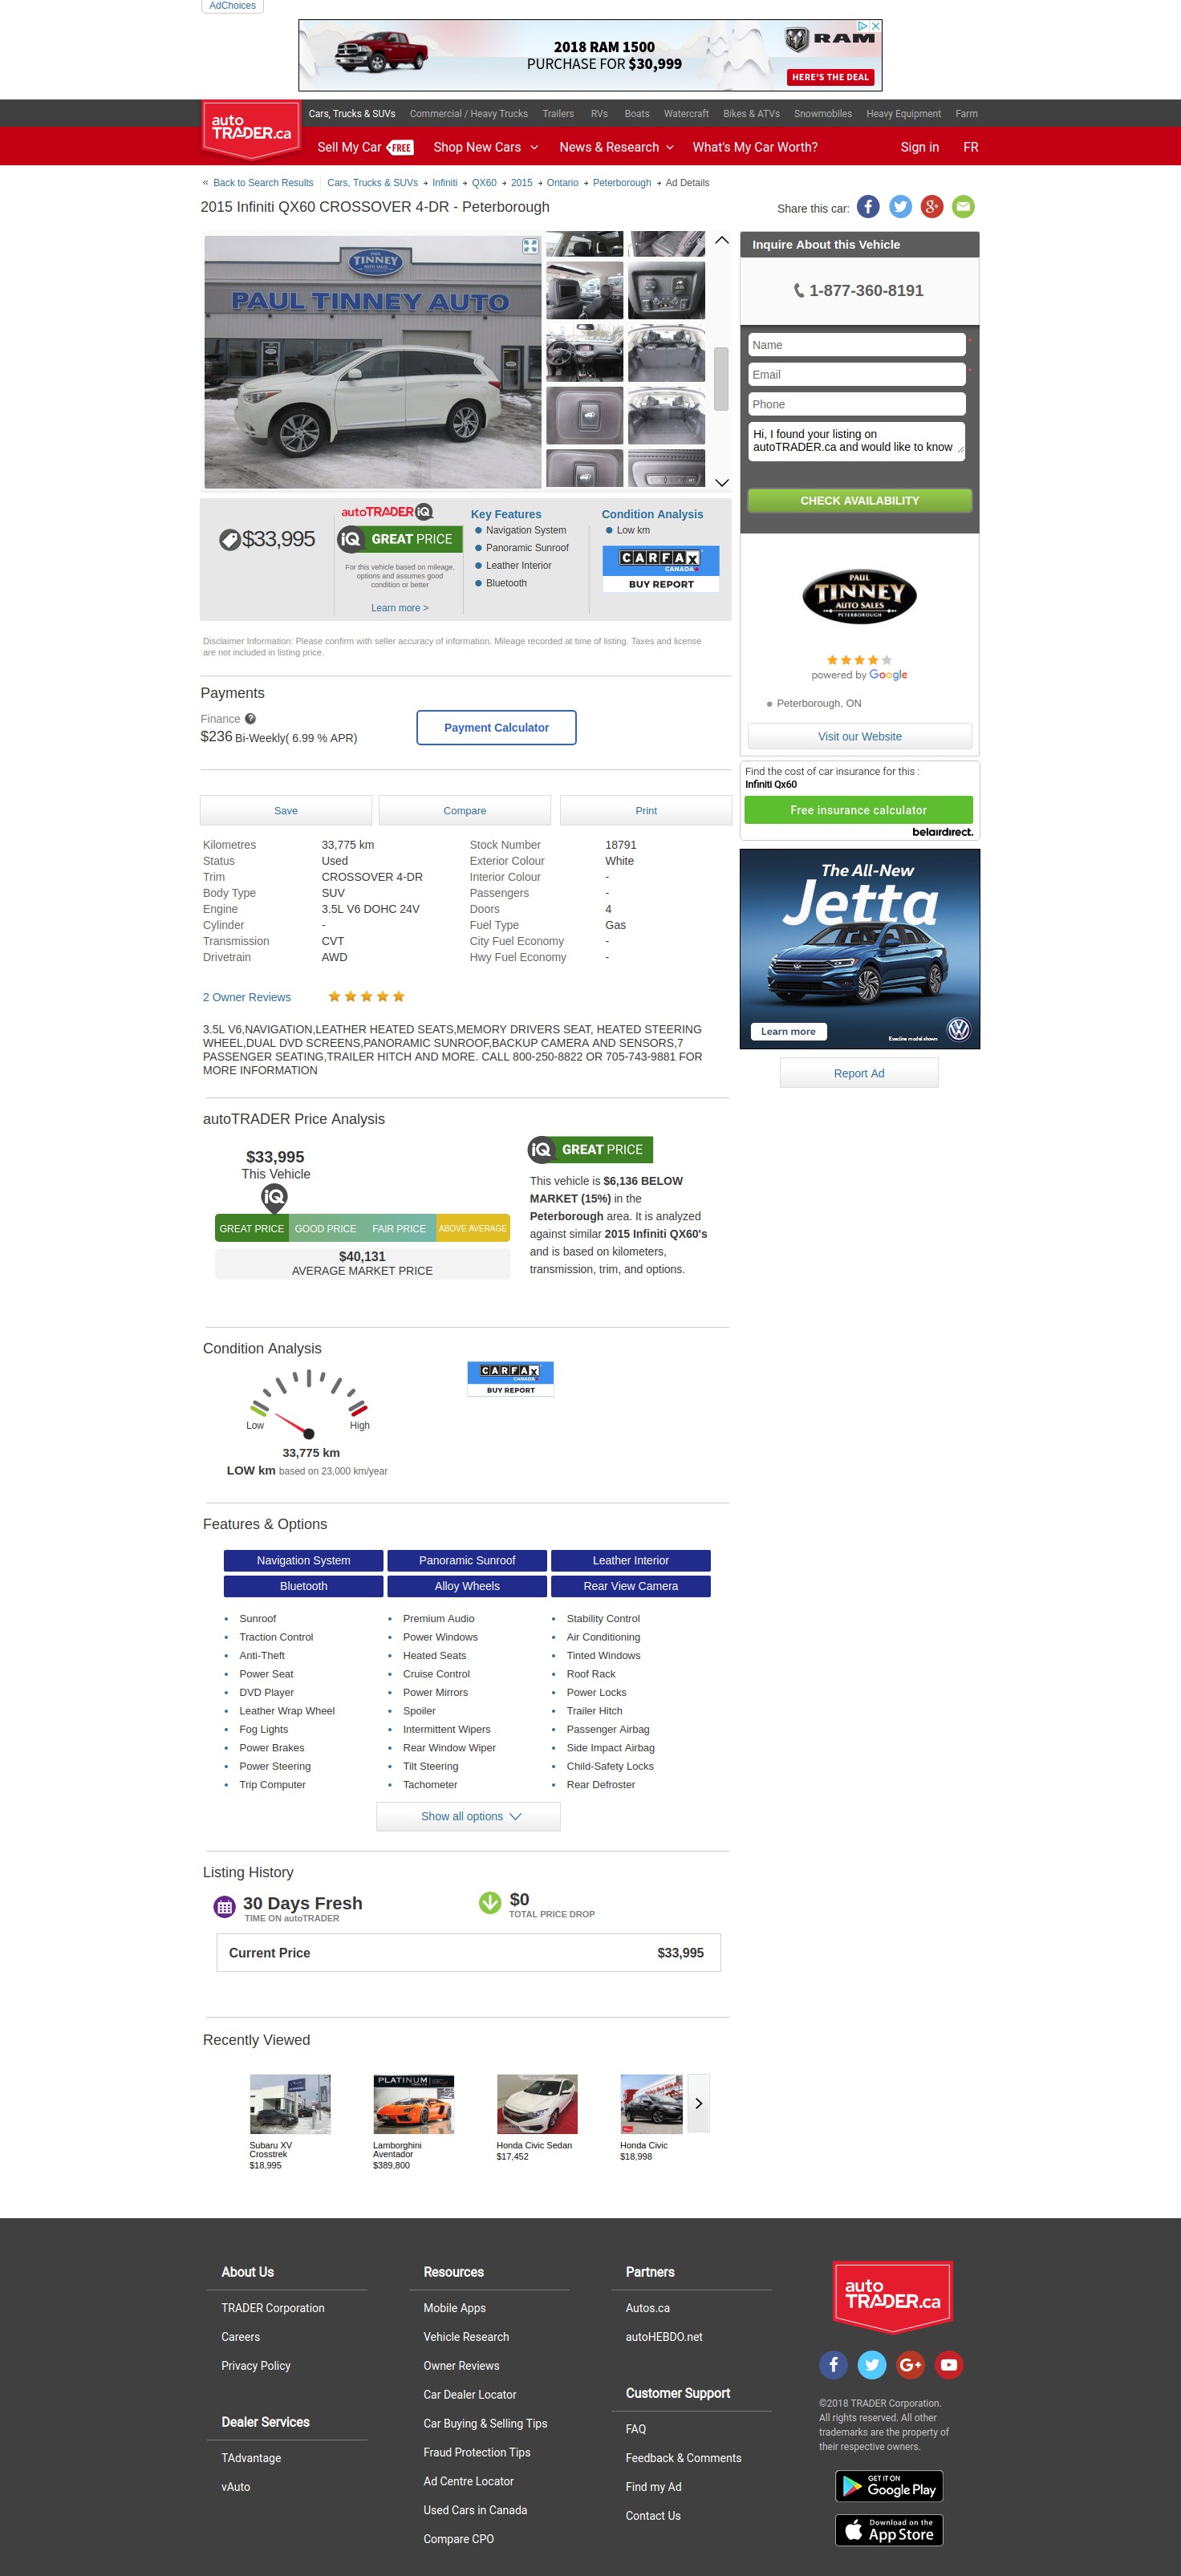 AdChoices
2018 RAM 1500
PURCHASE FOR $30,999
RAM
HERE'S THE DEAL
auto
TRADER.ca
Cars, Trucks & SUVs Commercial / Heavy Trucks Trailers RVs Boats Watercraft Bikes & ATVs Snowmobiles Heavy Equipment Farm
Sell My Car FREE Shop New Cars News & Research What's My Car Worth? Sign in FR
« Back to Search Results Cars, Trucks & SUVs → Infiniti → QX60 → 2015 → Ontario → Peterborough → Ad Details
2015 Infiniti QX60 CROSSOVER 4-DR - Peterborough
Share this car:
TINNEY
PAUL TINNEY AUTO
Inquire About this Vehicle
1-877-360-8191
Name
*
Email
*
Phone
Hi, I found your listing on
autoTRADER.ca and would like to know
CHECK AVAILABILITY
$33,995
autoTRADER iQ
iQ GREAT PRICE
For this vehicle based on mileage,
options and assumes good
condition or better
Learn more >
Key Features
Navigation System
Panoramic Sunroof
Leather Interior
Bluetooth
Condition Analysis
Low km
CARFAX
CANADA
BUY REPORT
Disclaimer Information: Please confirm with seller accuracy of information. Mileage recorded at time of listing. Taxes and license
are not included in listing price.
PAUL
TINNEY
AUTO SALES
PETERBOROUGH
powered by Google
Peterborough, ON
Visit our Website
Payments
Finance ?
$236 Bi-Weekly( 6.99 % APR)
Payment Calculator
Find the cost of car insurance for this :
Infiniti Qx60
Free insurance calculator
belairdirect.
Save Compare Print
Kilometres 33,775 km Stock Number 18791
Status Used Exterior Colour White
Trim CROSSOVER 4-DR Interior Colour -
Body Type SUV Passengers -
Engine 3.5L V6 DOHC 24V Doors 4
Cylinder - Fuel Type Gas
Transmission CVT City Fuel Economy -
Drivetrain AWD Hwy Fuel Economy -
2 Owner Reviews
The All-New
Jetta
Learn more
Execline model shown
Report Ad
3.5L V6,NAVIGATION,LEATHER HEATED SEATS,MEMORY DRIVERS SEAT, HEATED STEERING
WHEEL,DUAL DVD SCREENS,PANORAMIC SUNROOF,BACKUP CAMERA AND SENSORS,7
PASSENGER SEATING,TRAILER HITCH AND MORE. CALL 800-250-8822 OR 705-743-9881 FOR
MORE INFORMATION
autoTRADER Price Analysis
$33,995
This Vehicle
iQ
GREAT PRICE GOOD PRICE FAIR PRICE ABOVE AVERAGE
$40,131
AVERAGE MARKET PRICE
iQ GREAT PRICE
This vehicle is $6,136 BELOW
MARKET (15%) in the
Peterborough area. It is analyzed
against similar 2015 Infiniti QX60's
and is based on kilometers,
transmission, trim, and options.
Condition Analysis
Low High
33,775 km
LOW km based on 23,000 km/year
CARFAX
CANADA
BUY REPORT
Features & Options
Navigation System Panoramic Sunroof Leather Interior
Bluetooth Alloy Wheels Rear View Camera
Sunroof Premium Audio Stability Control
Traction Control Power Windows Air Conditioning
Anti-Theft Heated Seats Tinted Windows
Power Seat Cruise Control Roof Rack
DVD Player Power Mirrors Power Locks
Leather Wrap Wheel Spoiler Trailer Hitch
Fog Lights Intermittent Wipers Passenger Airbag
Power Brakes Rear Window Wiper Side Impact Airbag
Power Steering Tilt Steering Child-Safety Locks
Trip Computer Tachometer Rear Defroster
Show all options
Listing History
30 Days Fresh
TIME ON autoTRADER
$0
TOTAL PRICE DROP
Current Price $33,995
Recently Viewed
PLATINUM
Subaru XV
Crosstrek
$18,995
Lamborghini
Aventador
$389,800
Honda Civic Sedan
$17,452
Honda Civic
$18,998
About Us
TRADER Corporation
Careers
Privacy Policy
Dealer Services
TAdvantage
vAuto
Resources
Mobile Apps
Vehicle Research
Owner Reviews
Car Dealer Locator
Car Buying & Selling Tips
Fraud Protection Tips
Ad Centre Locator
Used Cars in Canada
Compare CPO
Partners
Autos.ca
autoHEBDO.net
Customer Support
FAQ
Feedback & Comments
Find my Ad
Contact Us
auto
TRADER.ca
©2018 TRADER Corporation.
All rights reserved. All other
trademarks are the property of
their respective owners.
GET IT ON
Google Play
Download on the
App Store